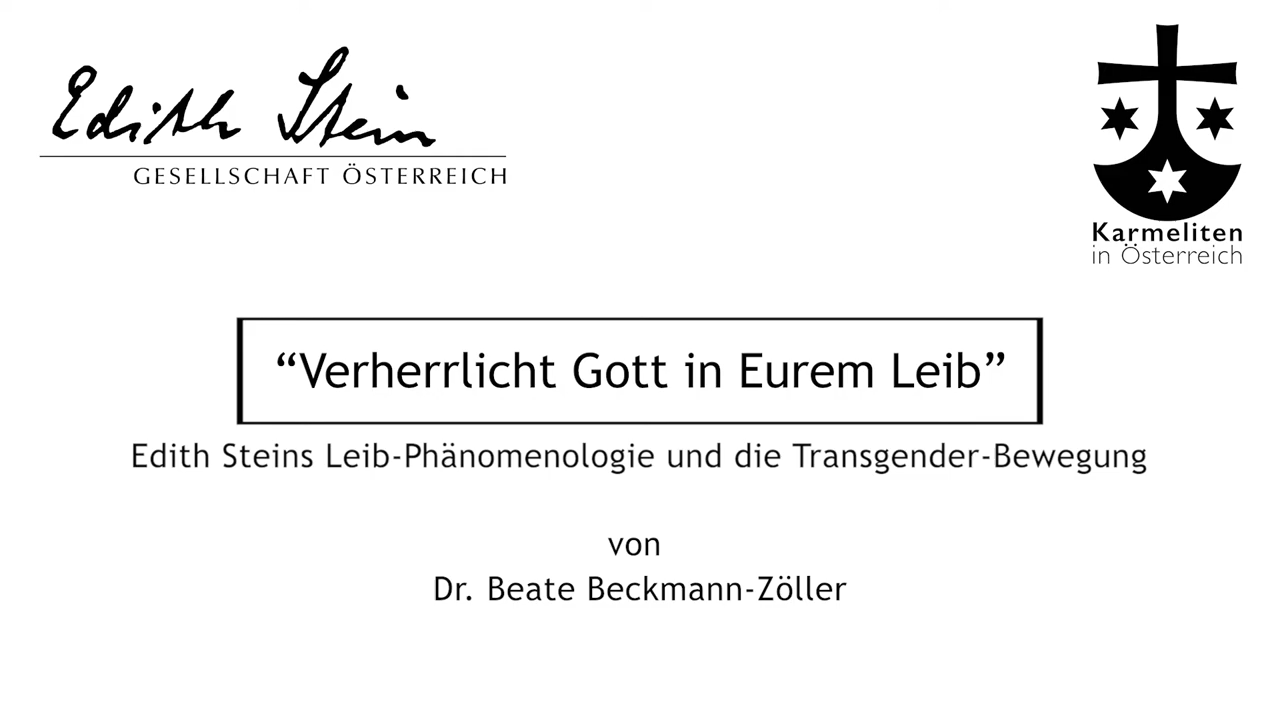 Edith Stein
GESELLSCHAFT ÖSTERREICH
Karmeliten
in Österreich
“Verherrlicht Gott in Eurem Leib”
Edith Steins Leib-Phänomenologie und die Transgender-Bewegung
von
Dr. Beate Beckmann-Zöller